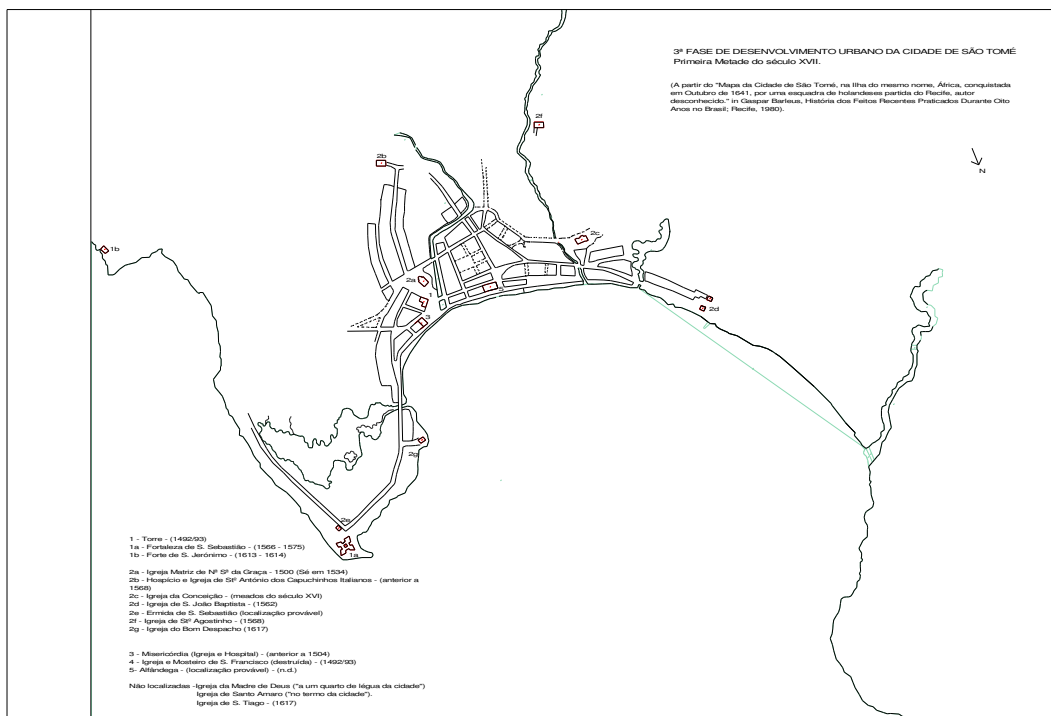 3ª FASE DE DESENVOLVIMENTO URBANO DA CIDADE DE SÃO TOMÉ
Primeira Metade do século XVII.
(A partir do "Mapa da Cidade de São Tomé, na Ilha do mesmo nome, África, conquistada
em Outubro de 1641, por uma esquadra de holandeses partida do Recife, autor
desconhecido." in Gaspar Barleus, História dos Feitos Recentes Praticados Durante Oito
Anos no Brasil; Recife, 1980).
N
2f
2b
2c
1b
2a
1
5
3
2d
2g
2e
1a
1 - Torre - (1492/93)
1a - Fortaleza de S. Sebastião - (1566 - 1575)
1b - Forte de S. Jerónimo - (1613 - 1614)
2a - Igreja Matriz de Nª Sª da Graça - 1500 (Sé em 1534)
2b - Hospício e Igreja de Stº António dos Capuchinhos Italianos - (anterior a
1568)
2c - Igreja da Conceição - (meados do século XVI)
2d - Igreja de S. João Baptista - (1562)
2e - Ermida de S. Sebastião (localização provável)
2f - Igreja de Stº Agostinho - (1568)
2g - Igreja do Bom Despacho (1617)
3 - Misericórdia (Igreja e Hospital) - (anterior a 1504)
4 - Igreja e Mosteiro de S. Francisco (destruída) - (1492/93)
5- Alfândega - (localização provável) - (n.d.)
Não localizadas -Igreja da Madre de Deus ("a um quarto de légua da cidade")
Igreja de Santo Amaro ("no termo da cidade").
Igreja de S. Tiago - (1617)